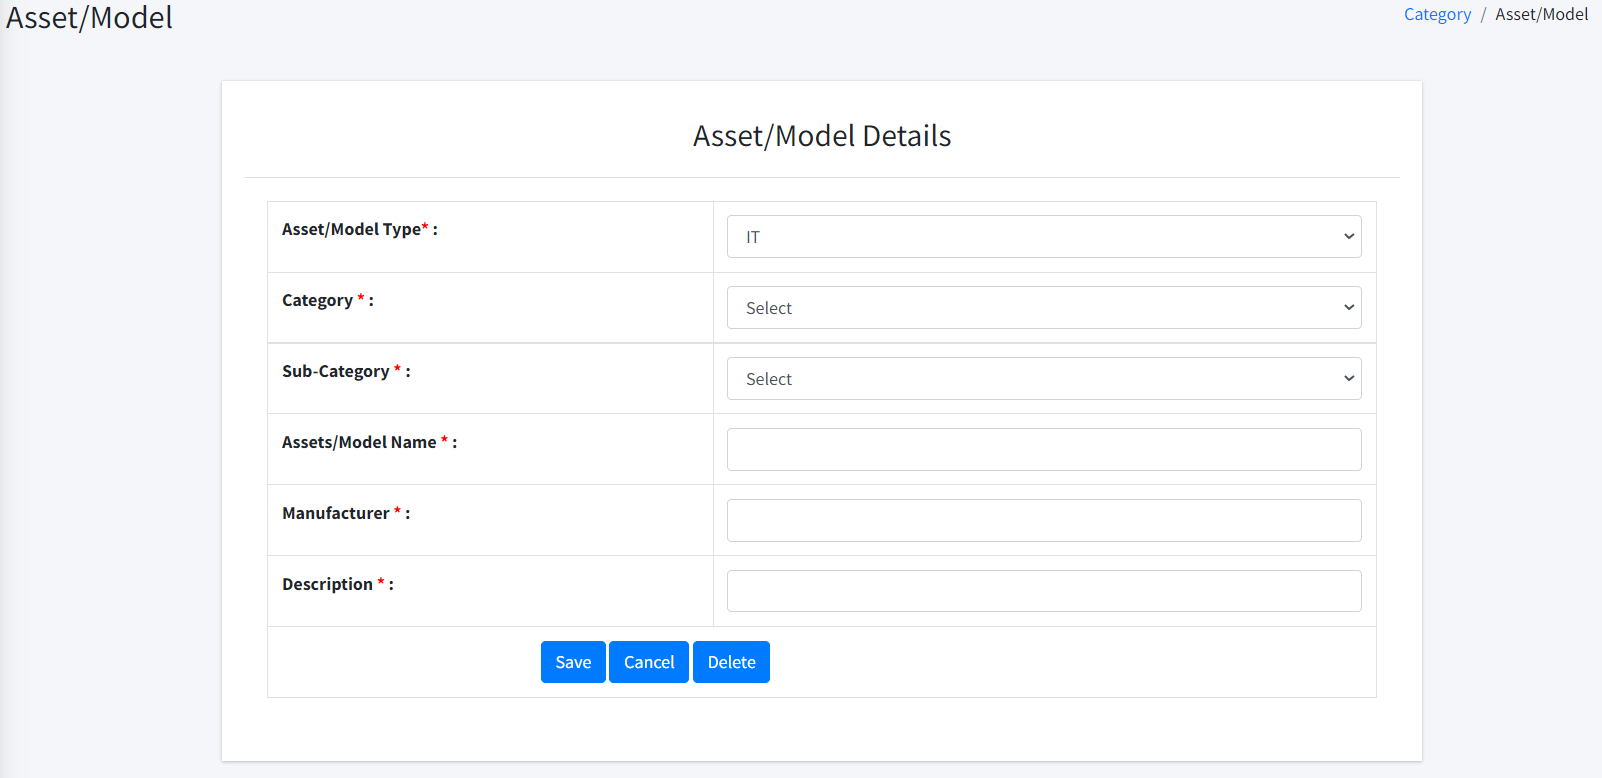 Asset/Model
Category / Asset/Model
Asset/Model Details
Asset/Model Type* :
IT
Category * :
Select
Sub-Category * :
Select
Assets/Model Name * :
Manufacturer * :
Description * :
Save Cancel Delete